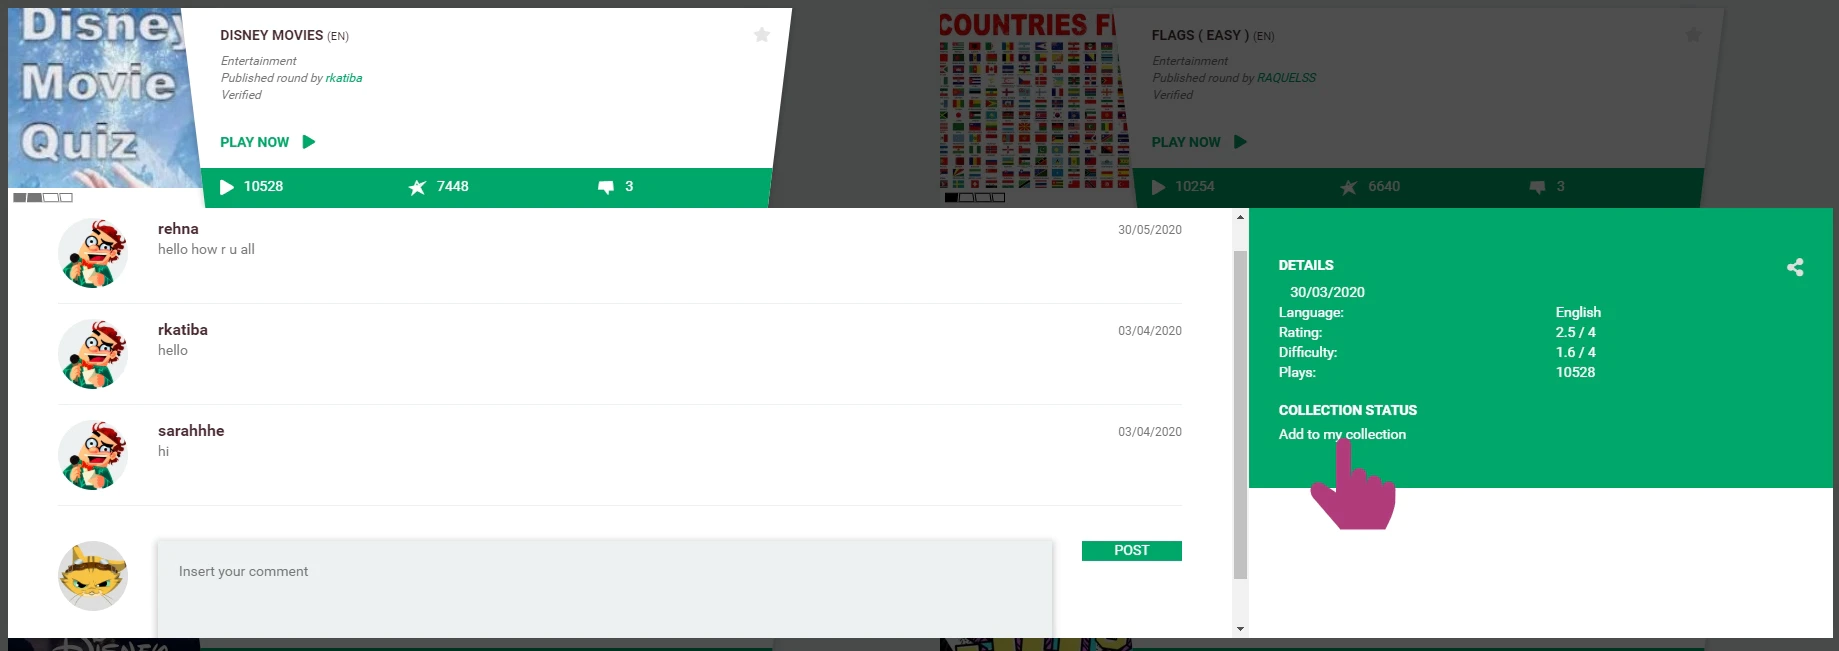 Disney
Movie
Quiz
DISNEY MOVIES (EN)
Entertainment
Published round by rkatiba
Verified
PLAY NOW
10528
7448
3
COUNTRIES
FLAGS ( EASY ) (EN)
Entertainment
Published round by RAQUELSS
Verified
PLAY NOW
10254
6640
3
rehna
30/05/2020
hello how r u all
rkatiba
03/04/2020
hello
sarahhhe
03/04/2020
hi
Insert your comment
POST
DETAILS
30/03/2020
Language: English
Rating: 2.5 / 4
Difficulty: 1.6 / 4
Plays: 10528
COLLECTION STATUS
Add to my collection